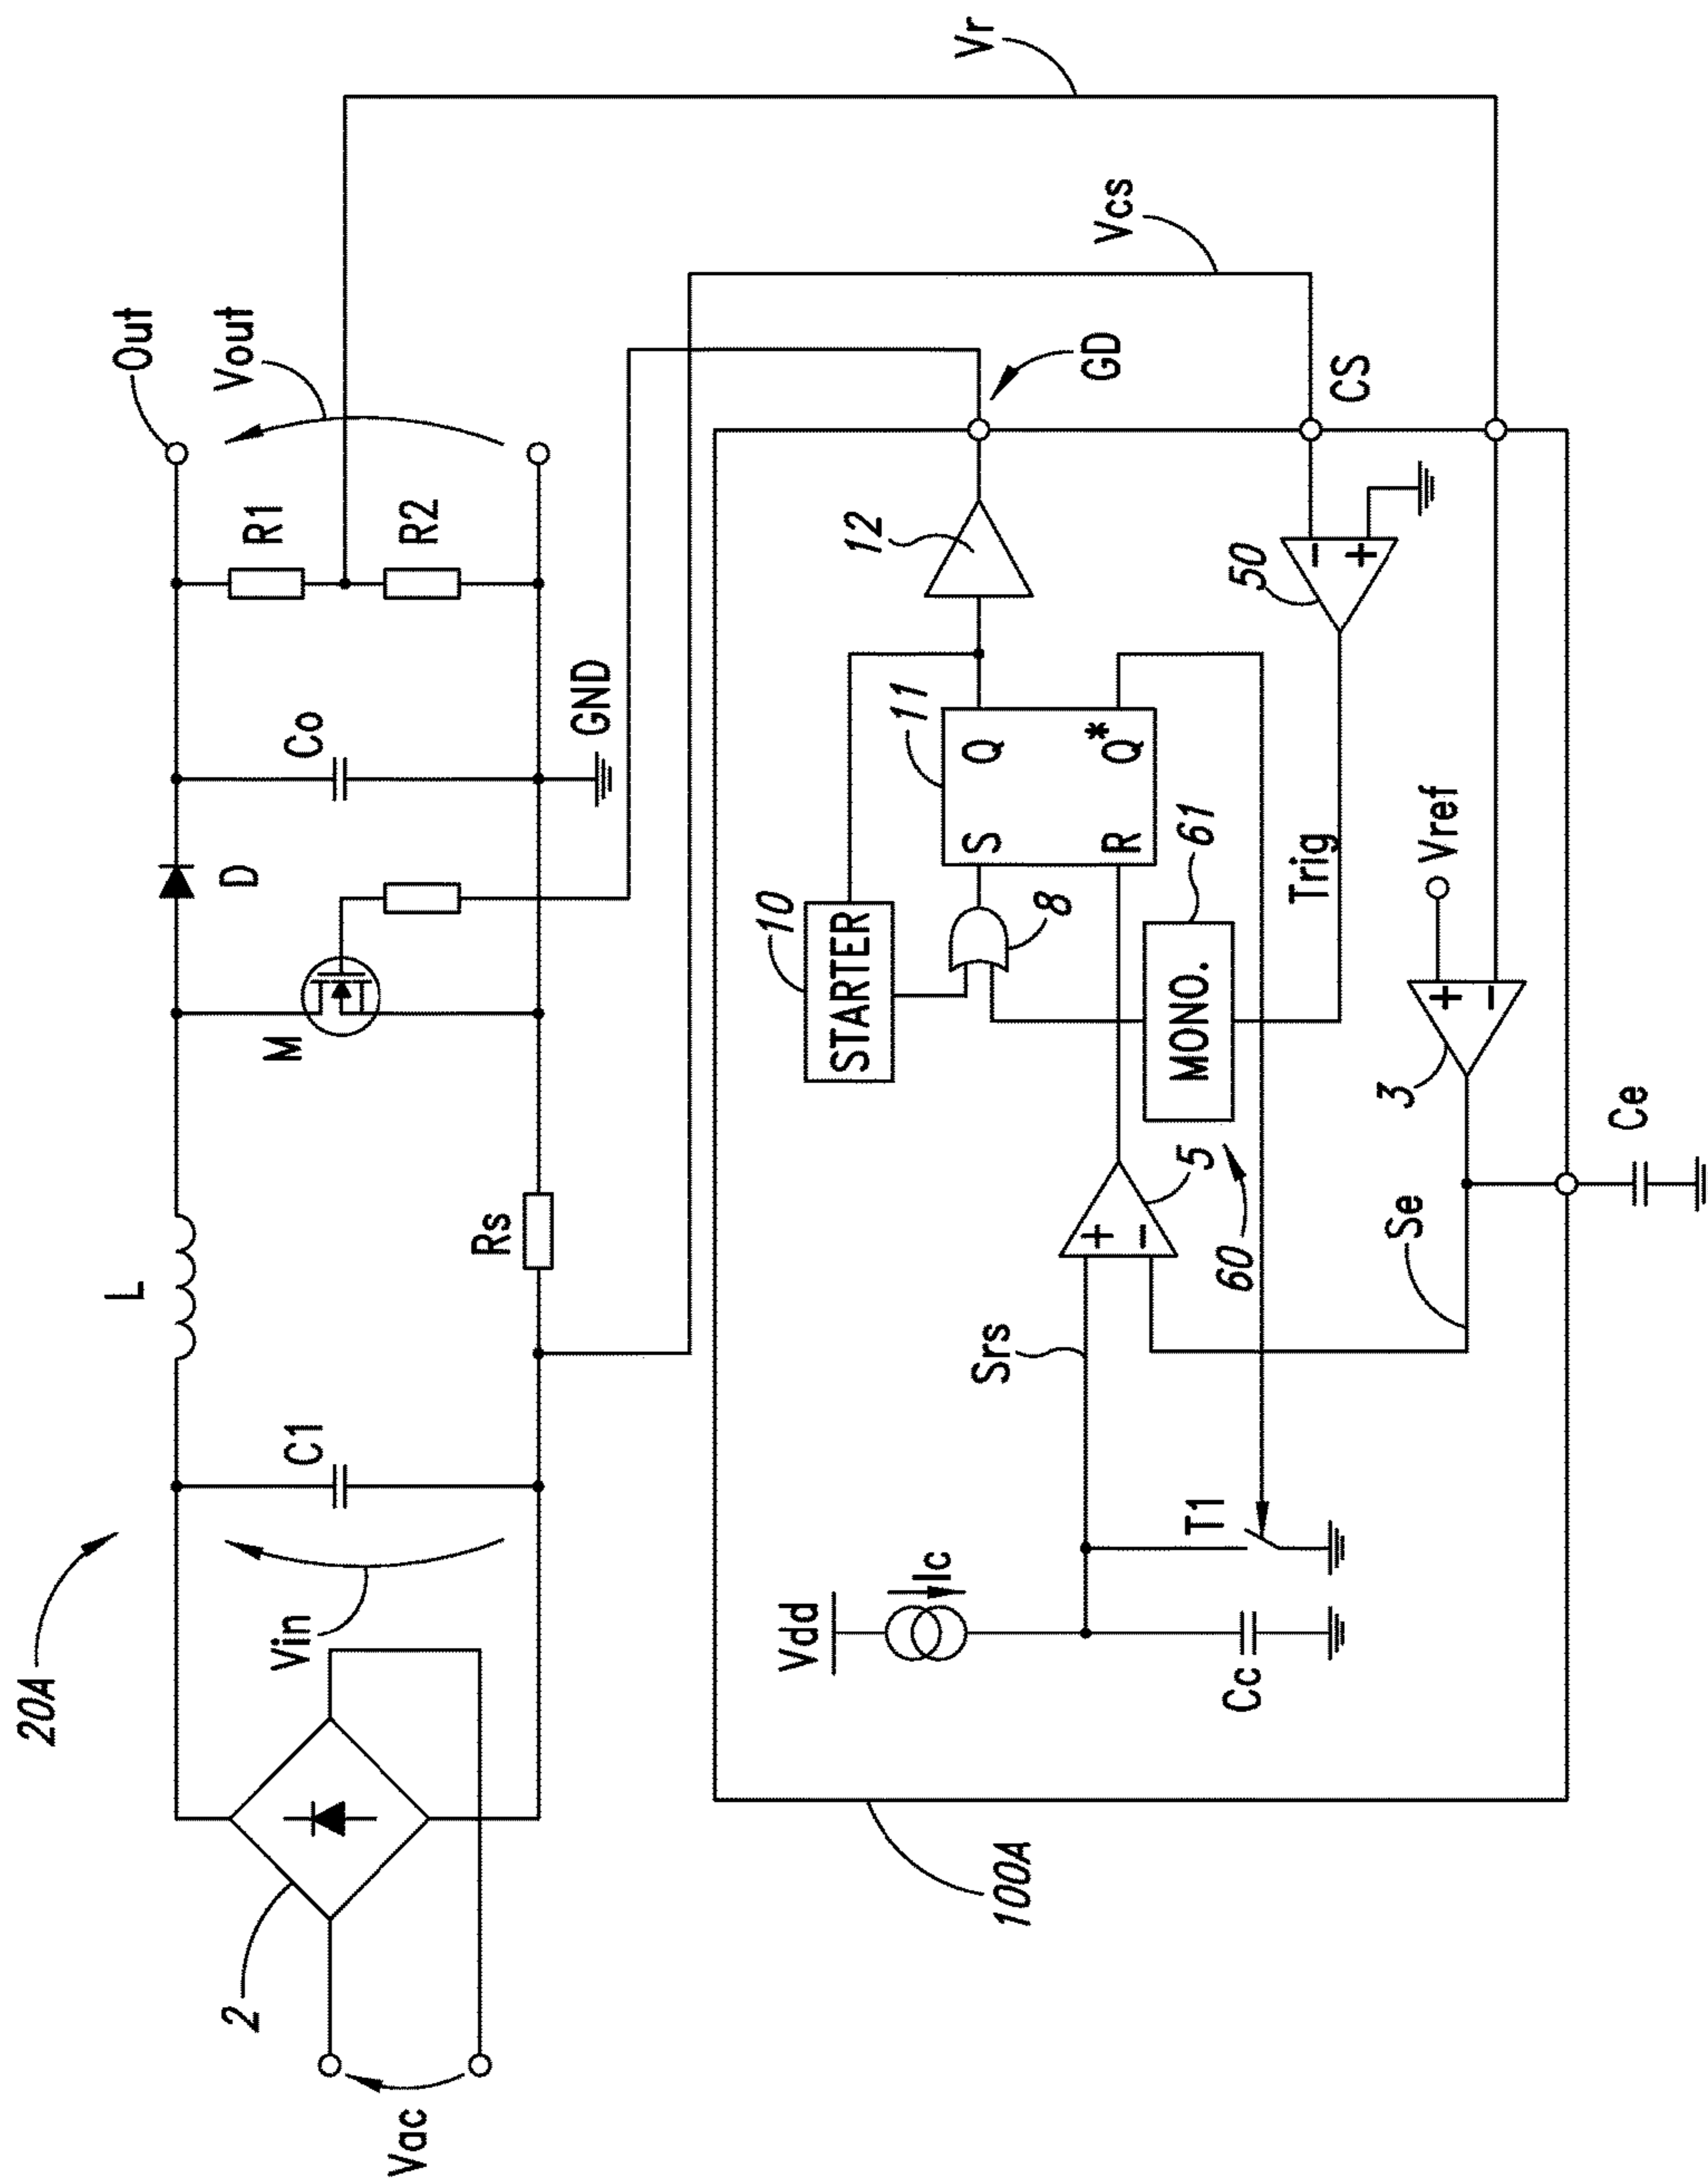 20A
Vac
2
Vin
C1
L
Rs
M
D
Co
GND
R1
R2
Out
Vout
Vr
Vcs
GD
CS
100A
Vdd
Ic
Cc
T1
Srs
+
-
5
60
STARTER
10
8
MONO.
61
S
R
Q
Q*
11
12
50
-
+
Trig
Vref
+
-
3
Se
Ce